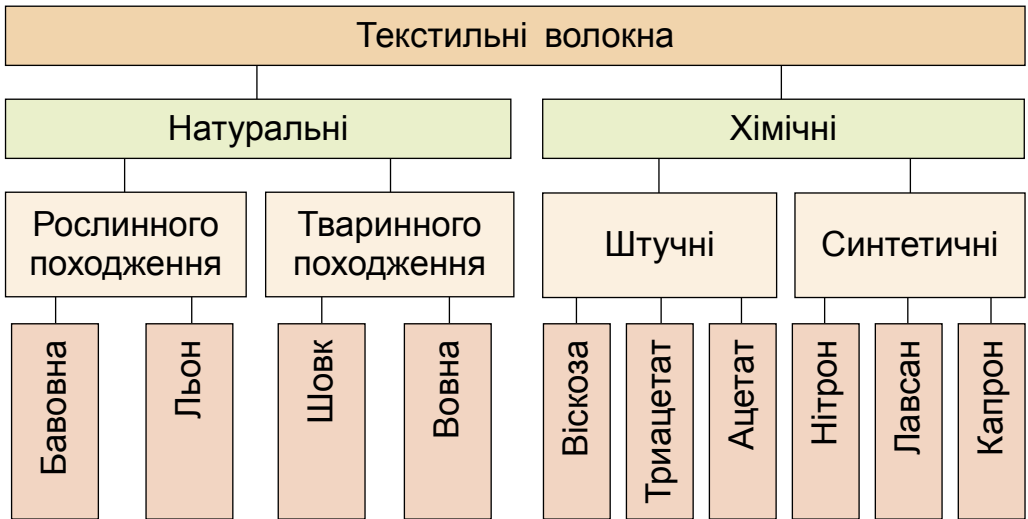 Текстильні волокна
Натуральні
Хімічні
Рослинного
походження
Тваринного
походження
Штучні
Синтетичні
Бавовна
Льон
Шовк
Вовна
Віскоза
Триацетат
Ацетат
Нітрон
Лавсан
Капрон